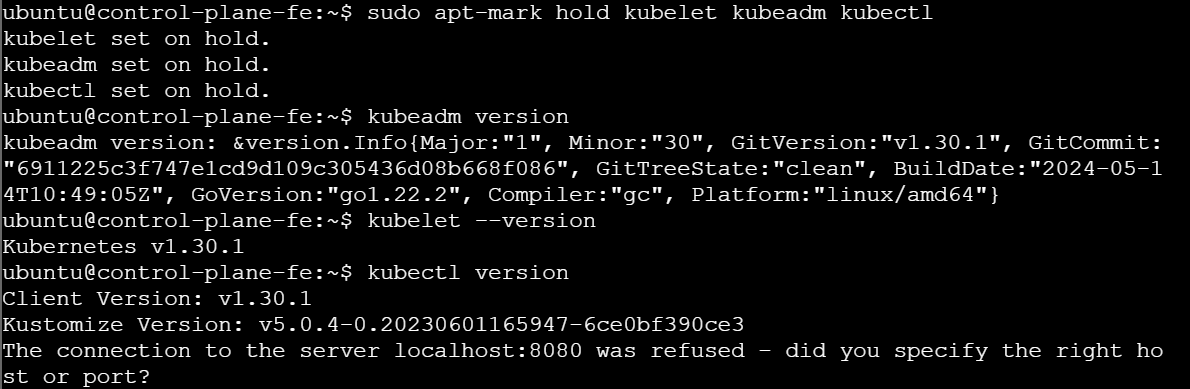 ubuntu@control-plane-fe:~$ sudo apt-mark hold kubelet kubeadm kubectl
kubelet set on hold.
kubeadm set on hold.
kubectl set on hold.
ubuntu@control-plane-fe:~$ kubeadm version
kubeadm version: &version.Info{Major:"1", Minor:"30", GitVersion:"v1.30.1", GitCommit:
"6911225c3f747e1cd9d109c305436d08b668f086", GitTreeState:"clean", BuildDate:"2024-05-1
4T10:49:05Z", GoVersion:"go1.22.2", Compiler:"gc", Platform:"linux/amd64"}
ubuntu@control-plane-fe:~$ kubelet --version
Kubernetes v1.30.1
ubuntu@control-plane-fe:~$ kubectl version
Client Version: v1.30.1
Kustomize Version: v5.0.4-0.20230601165947-6ce0bf390ce3
The connection to the server localhost:8080 was refused - did you specify the right ho
st or port?